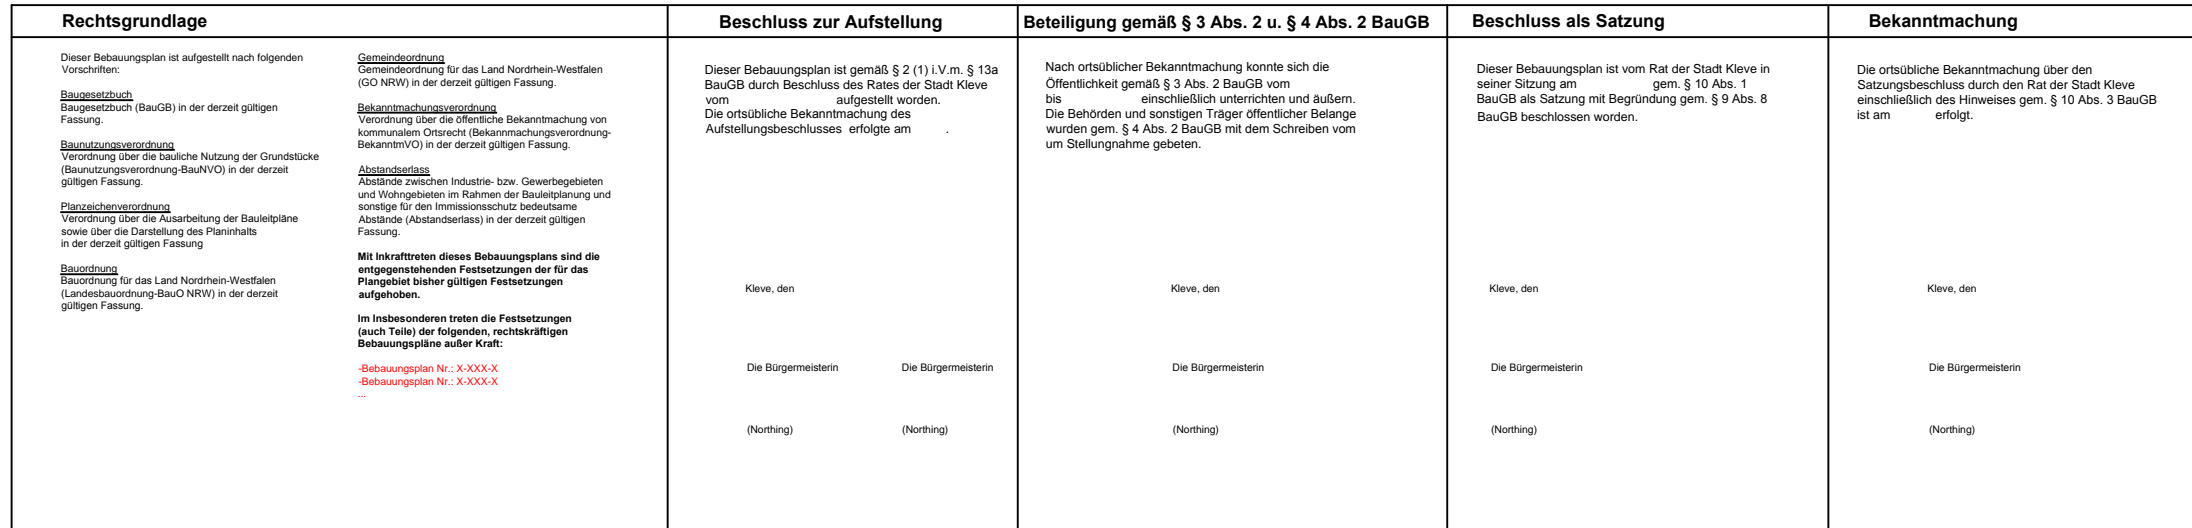 Rechtsgrundlage
Dieser Bebauungsplan ist aufgestellt nach folgenden
Vorschriften:
Baugesetzbuch
Baugesetzbuch (BauGB) in der derzeit gültigen
Fassung.
Baunutzungsverordnung
Verordnung über die bauliche Nutzung der Grundstücke
(Baunutzungsverordnung-BauNVO) in der derzeit
gültigen Fassung.
Planzeichenverordnung
Verordnung über die Ausarbeitung der Bauleitpläne
sowie über die Darstellung des Planinhalts
in der derzeit gültigen Fassung
Bauordnung
Bauordnung für das Land Nordrhein-Westfalen
(Landesbauordnung-BauO NRW) in der derzeit
gültigen Fassung.
Gemeindeordnung
Gemeindeordnung für das Land Nordrhein-Westfalen
(GO NRW) in der derzeit gültigen Fassung.
Bekanntmachungsverordnung
Verordnung über die öffentliche Bekanntmachung von
kommunalem Ortsrecht (Bekannmachungsverordnung-
BekanntmVO) in der derzeit gültigen Fassung.
Abstandserlass
Abstände zwischen Industrie- bzw. Gewerbegebieten
und Wohngebieten im Rahmen der Bauleitplanung und
sonstige für den Immissionsschutz bedeutsame
Abstände (Abstandserlass) in der derzeit gültigen
Fassung.
Mit Inkrafttreten dieses Bebauungsplans sind die
entgegenstehenden Festsetzungen der für das
Plangebiet bisher gültigen Festsetzungen
aufgehoben.
Im Insbesonderen treten die Festsetzungen
(auch Teile) der folgenden, rechtskräftigen
Bebauungspläne außer Kraft:
-Bebauungsplan Nr.: X-XXX-X
-Bebauungsplan Nr.: X-XXX-X
...
Beschluss zur Aufstellung
Dieser Bebauungsplan ist gemäß § 2 (1) i.V.m. § 13a
BauGB durch Beschluss des Rates der Stadt Kleve
vom aufgestellt worden.
Die ortsübliche Bekanntmachung des
Aufstellungsbeschlusses erfolgte am .
Kleve, den
Die Bürgermeisterin Die Bürgermeisterin
(Northing) (Northing)
Beteiligung gemäß § 3 Abs. 2 u. § 4 Abs. 2 BauGB
Nach ortsüblicher Bekanntmachung konnte sich die
Öffentlichkeit gemäß § 3 Abs. 2 BauGB vom
bis einschließlich unterrichten und äußern.
Die Behörden und sonstigen Träger öffentlicher Belange
wurden gem. § 4 Abs. 2 BauGB mit dem Schreiben vom
um Stellungnahme gebeten.
Kleve, den
Die Bürgermeisterin
(Northing)
Beschluss als Satzung
Dieser Bebauungsplan ist vom Rat der Stadt Kleve in
seiner Sitzung am gem. § 10 Abs. 1
BauGB als Satzung mit Begründung gem. § 9 Abs. 8
BauGB beschlossen worden.
Kleve, den
Die Bürgermeisterin
(Northing)
Bekanntmachung
Die ortsübliche Bekanntmachung über den
Satzungsbeschluss durch den Rat der Stadt Kleve
einschließlich des Hinweises gem. § 10 Abs. 3 BauGB
ist am erfolgt.
Kleve, den
Die Bürgermeisterin
(Northing)